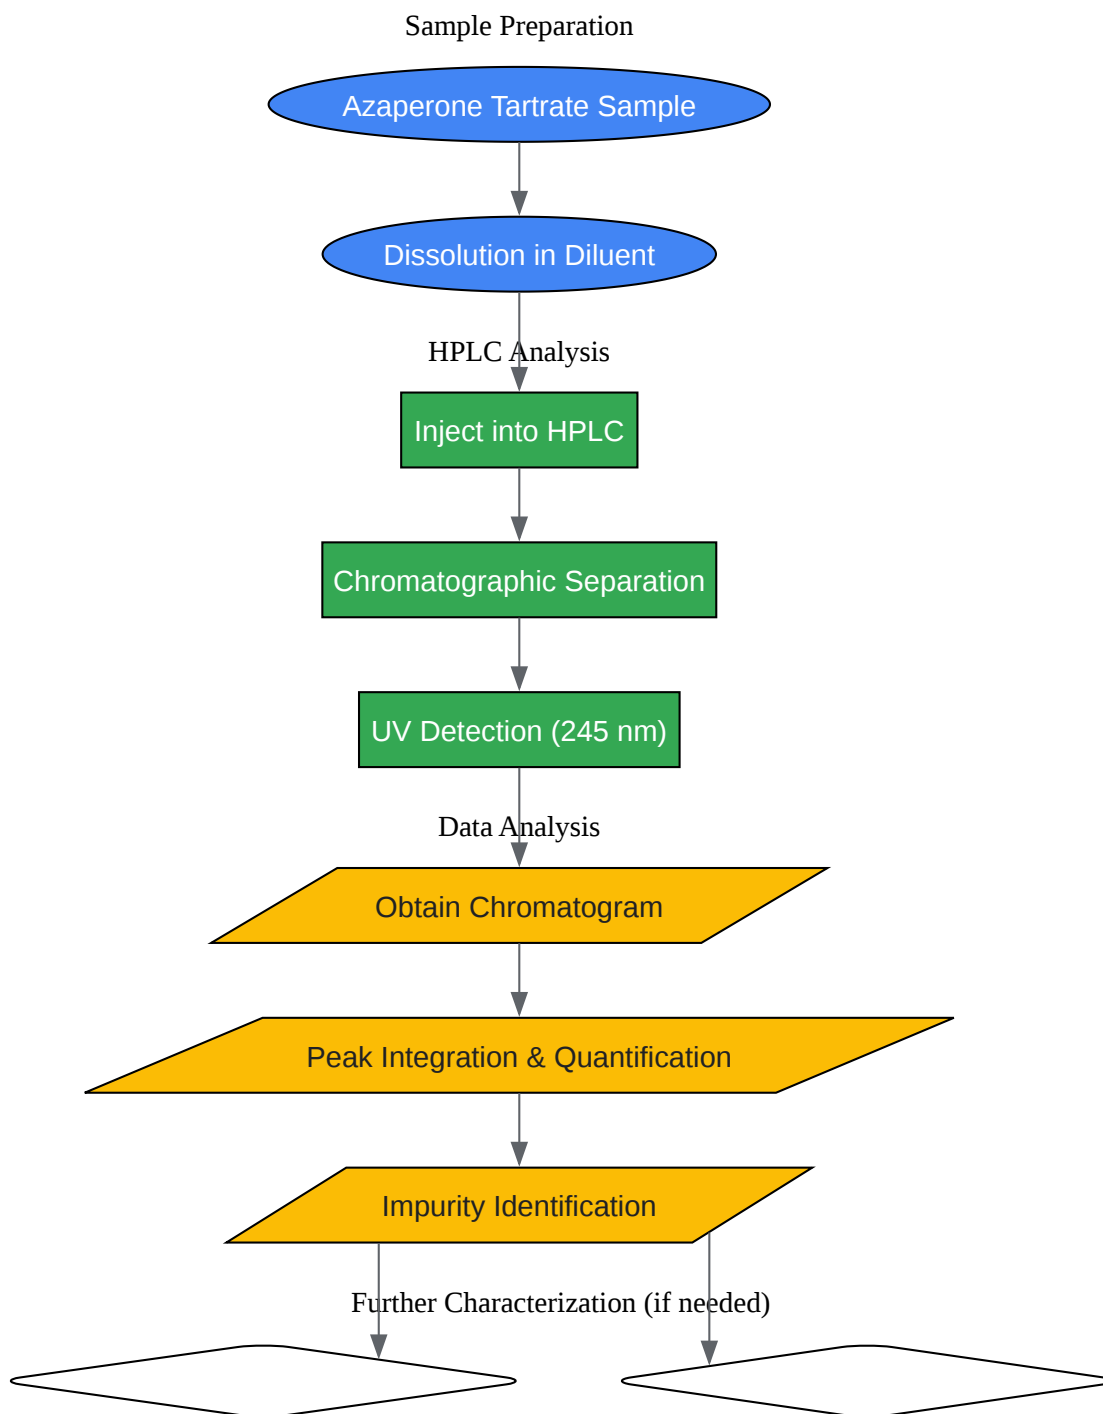 Sample Preparation
Azaperone Tartrate Sample
Dissolution in Diluent
HPLC Analysis
Inject into HPLC
Chromatographic Separation
UV Detection (245 nm)
Data Analysis
Obtain Chromatogram
Peak Integration & Quantification
Impurity Identification
Further Characterization (if needed)